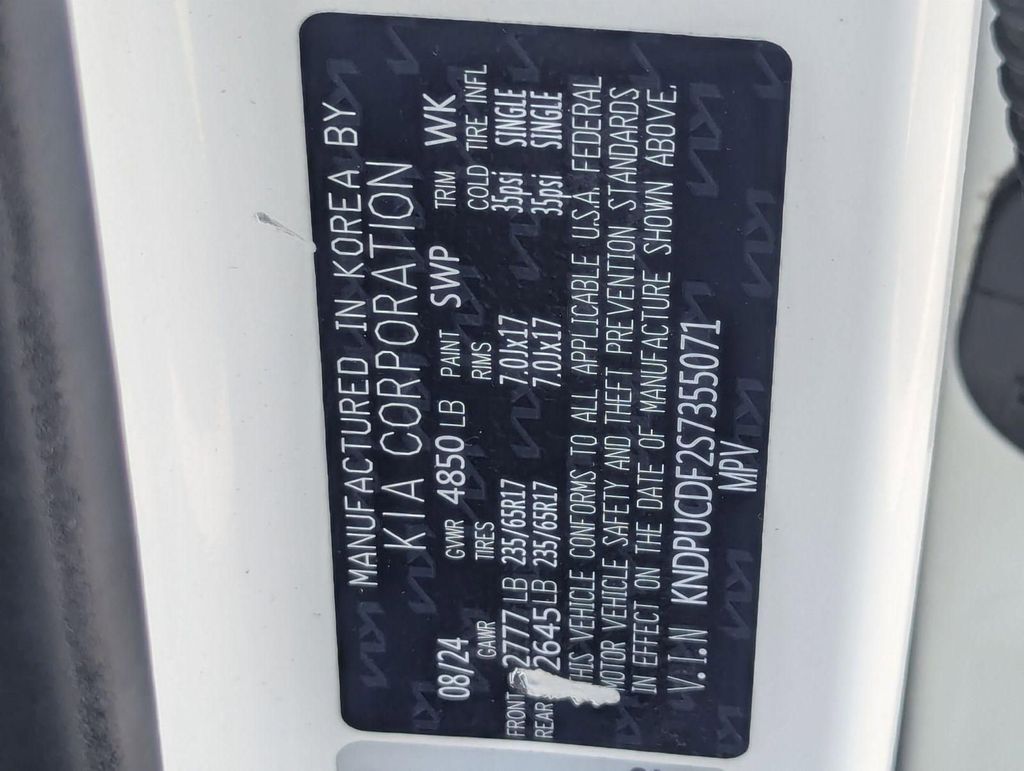 MANUFACTURED IN KOREA BY
KIA CORPORATION
08/24 GVWR 4850 LB PAINT SWP TRIM WK
GAWR TIRES RIMS COLD TIRE INFL
FRONT 2777 LB 235/65R17 7.0Jx17 35psi SINGLE
REAR 2645 LB 235/65R17 7.0Jx17 35psi SINGLE
THIS VEHICLE CONFORMS TO ALL APPLICABLE U.S.A. FEDERAL
MOTOR VEHICLE SAFETY AND THEFT PREVENTION STANDARDS
IN EFFECT ON THE DATE OF MANUFACTURE SHOWN ABOVE.
V.I.N KNDPUCDF2S7355071
MPV